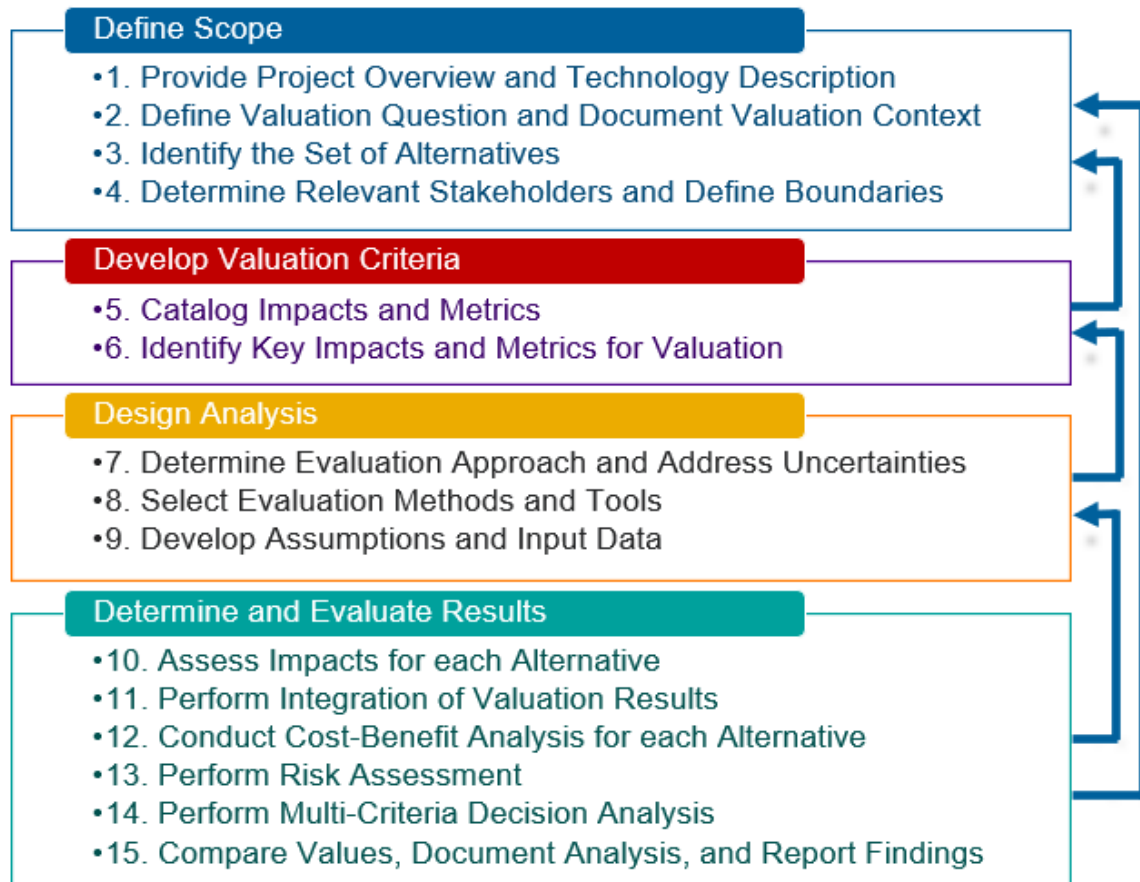 Define Scope
•1. Provide Project Overview and Technology Description
•2. Define Valuation Question and Document Valuation Context
•3. Identify the Set of Alternatives
•4. Determine Relevant Stakeholders and Define Boundaries
Develop Valuation Criteria
•5. Catalog Impacts and Metrics
•6. Identify Key Impacts and Metrics for Valuation
Design Analysis
•7. Determine Evaluation Approach and Address Uncertainties
•8. Select Evaluation Methods and Tools
•9. Develop Assumptions and Input Data
Determine and Evaluate Results
•10. Assess Impacts for each Alternative
•11. Perform Integration of Valuation Results
•12. Conduct Cost-Benefit Analysis for each Alternative
•13. Perform Risk Assessment
•14. Perform Multi-Criteria Decision Analysis
•15. Compare Values, Document Analysis, and Report Findings